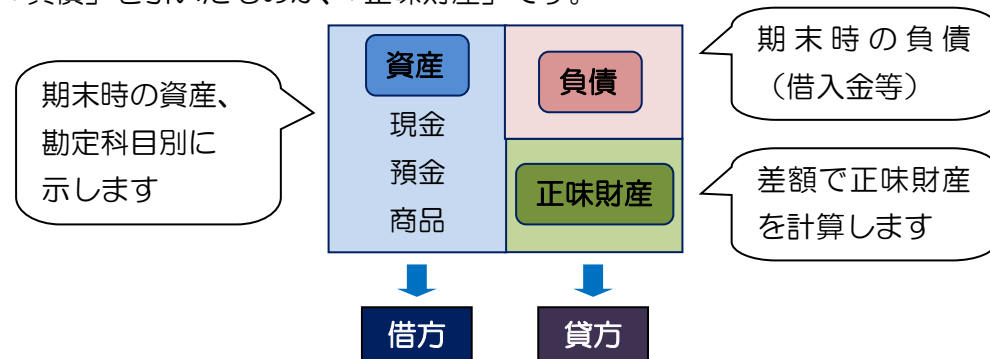 「負債」を引いたものが、「正味財産」です。
期末時の資産、
勘定科目別に
示します
資産
現金
預金
商品
負債
正味財産
期末時の負債
（借入金等）
差額で正味財産
を計算します
借方
貸方